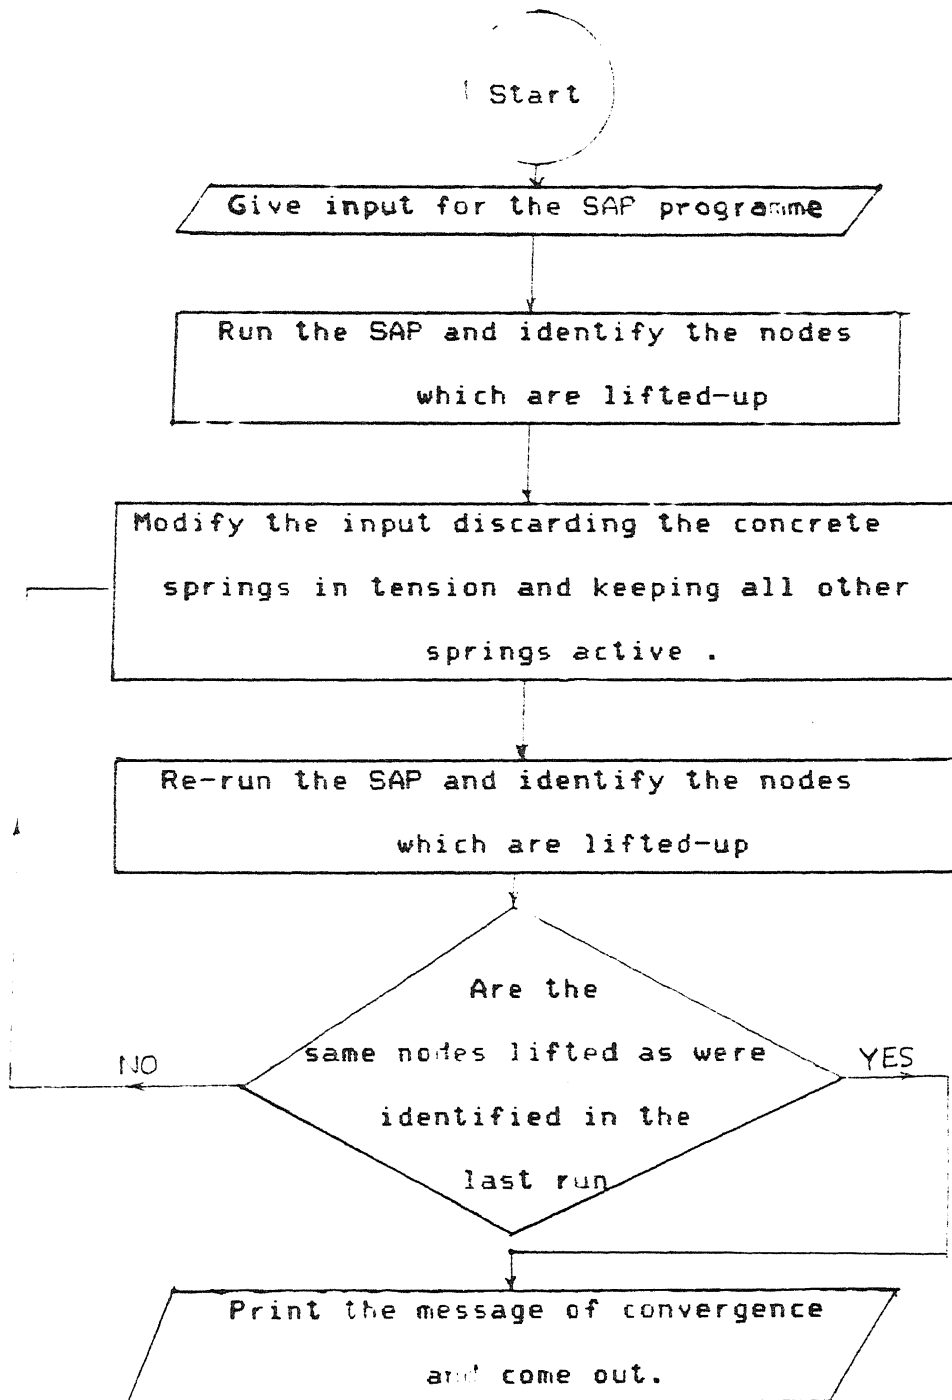 Start
Give input for the SAP programme
Run the SAP and identify the nodes
which are lifted-up
Modify the input discarding the concrete
springs in tension and keeping all other
springs active .
Re-run the SAP and identify the nodes
which are lifted-up
Are the
same nodes lifted as were
identified in the
last run
NO
YES
Print the message of convergence
and come out.